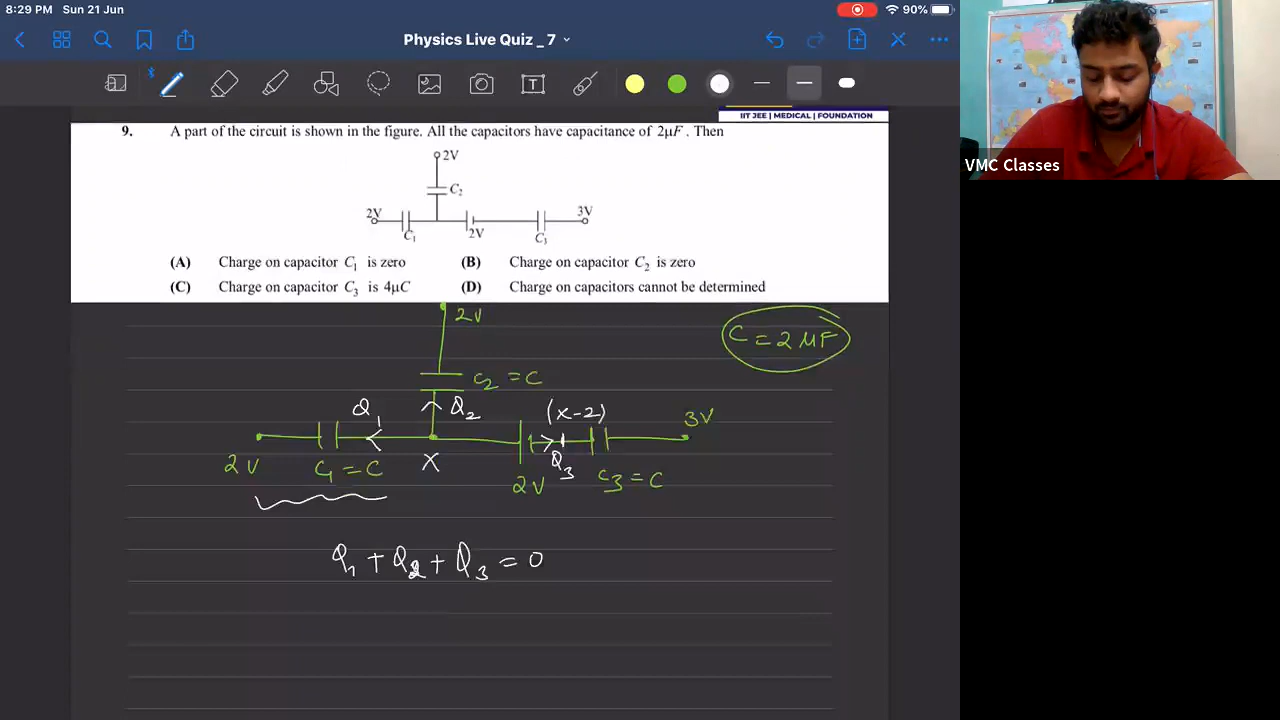 8:29 PM Sun 21 Jun
90%
Physics Live Quiz _ 7
IIT JEE | MEDICAL | FOUNDATION
VMC Classes
9. A part of the circuit is shown in the figure. All the capacitors have capacitance of 2μF . Then
2V
C₂
2V
3V
C₁
2V
C₃
(A) Charge on capacitor C₁ is zero (B) Charge on capacitor C₂ is zero
(C) Charge on capacitor C₃ is 4μC (D) Charge on capacitors cannot be determined
2V
C = 2 μF
C₂ = C
Q₁
Q₂
(x-2)
3V
2V
C₁ = C
x
Q₃
2V
C₃ = C
Q₁ + Q₂ + Q₃ = 0